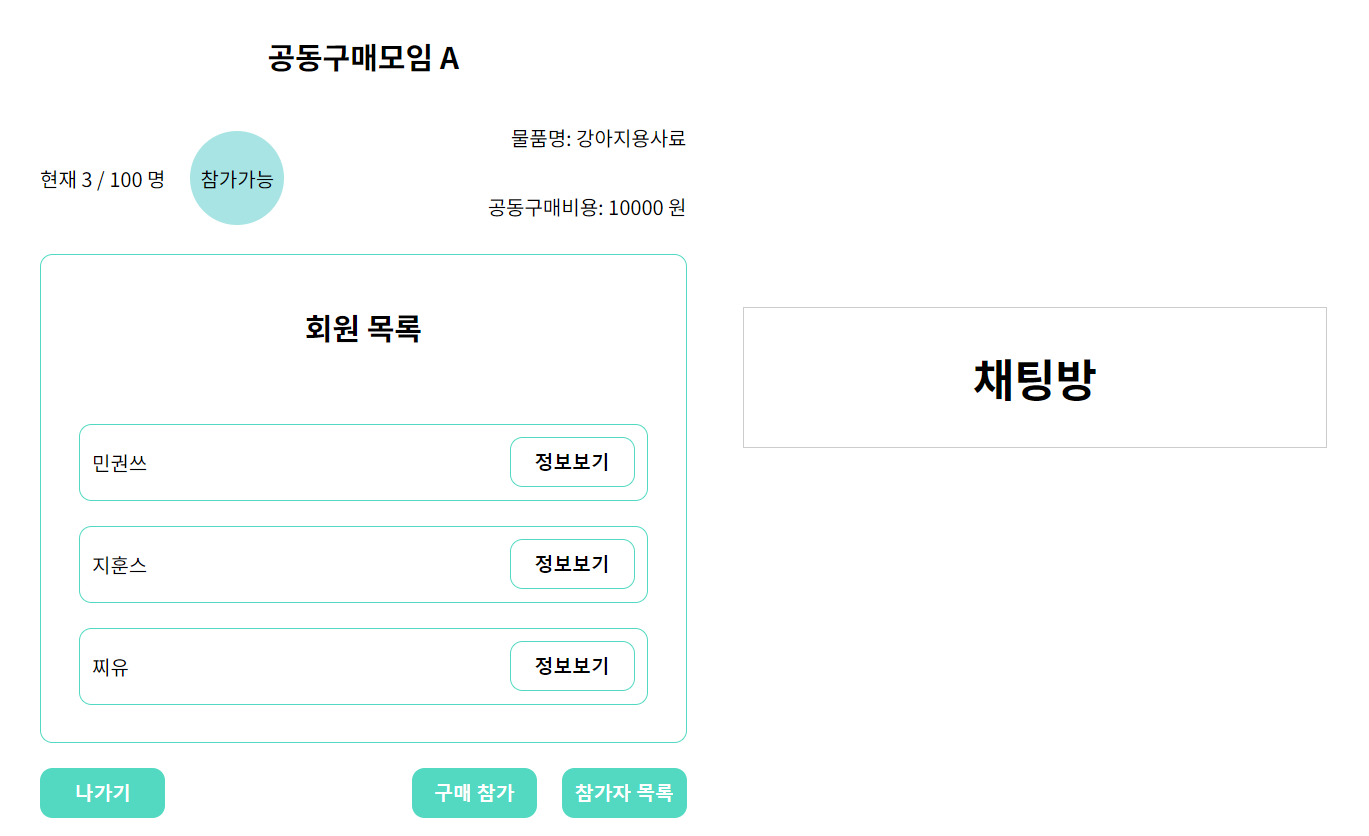 공동구매모임 A
물품명: 강아지용사료
현재 3 / 100 명
참가가능
공동구매비용: 10000 원
회원 목록
민권쓰
정보보기
지훈스
정보보기
찌유
정보보기
나가기
구매 참가
참가자 목록
채팅방